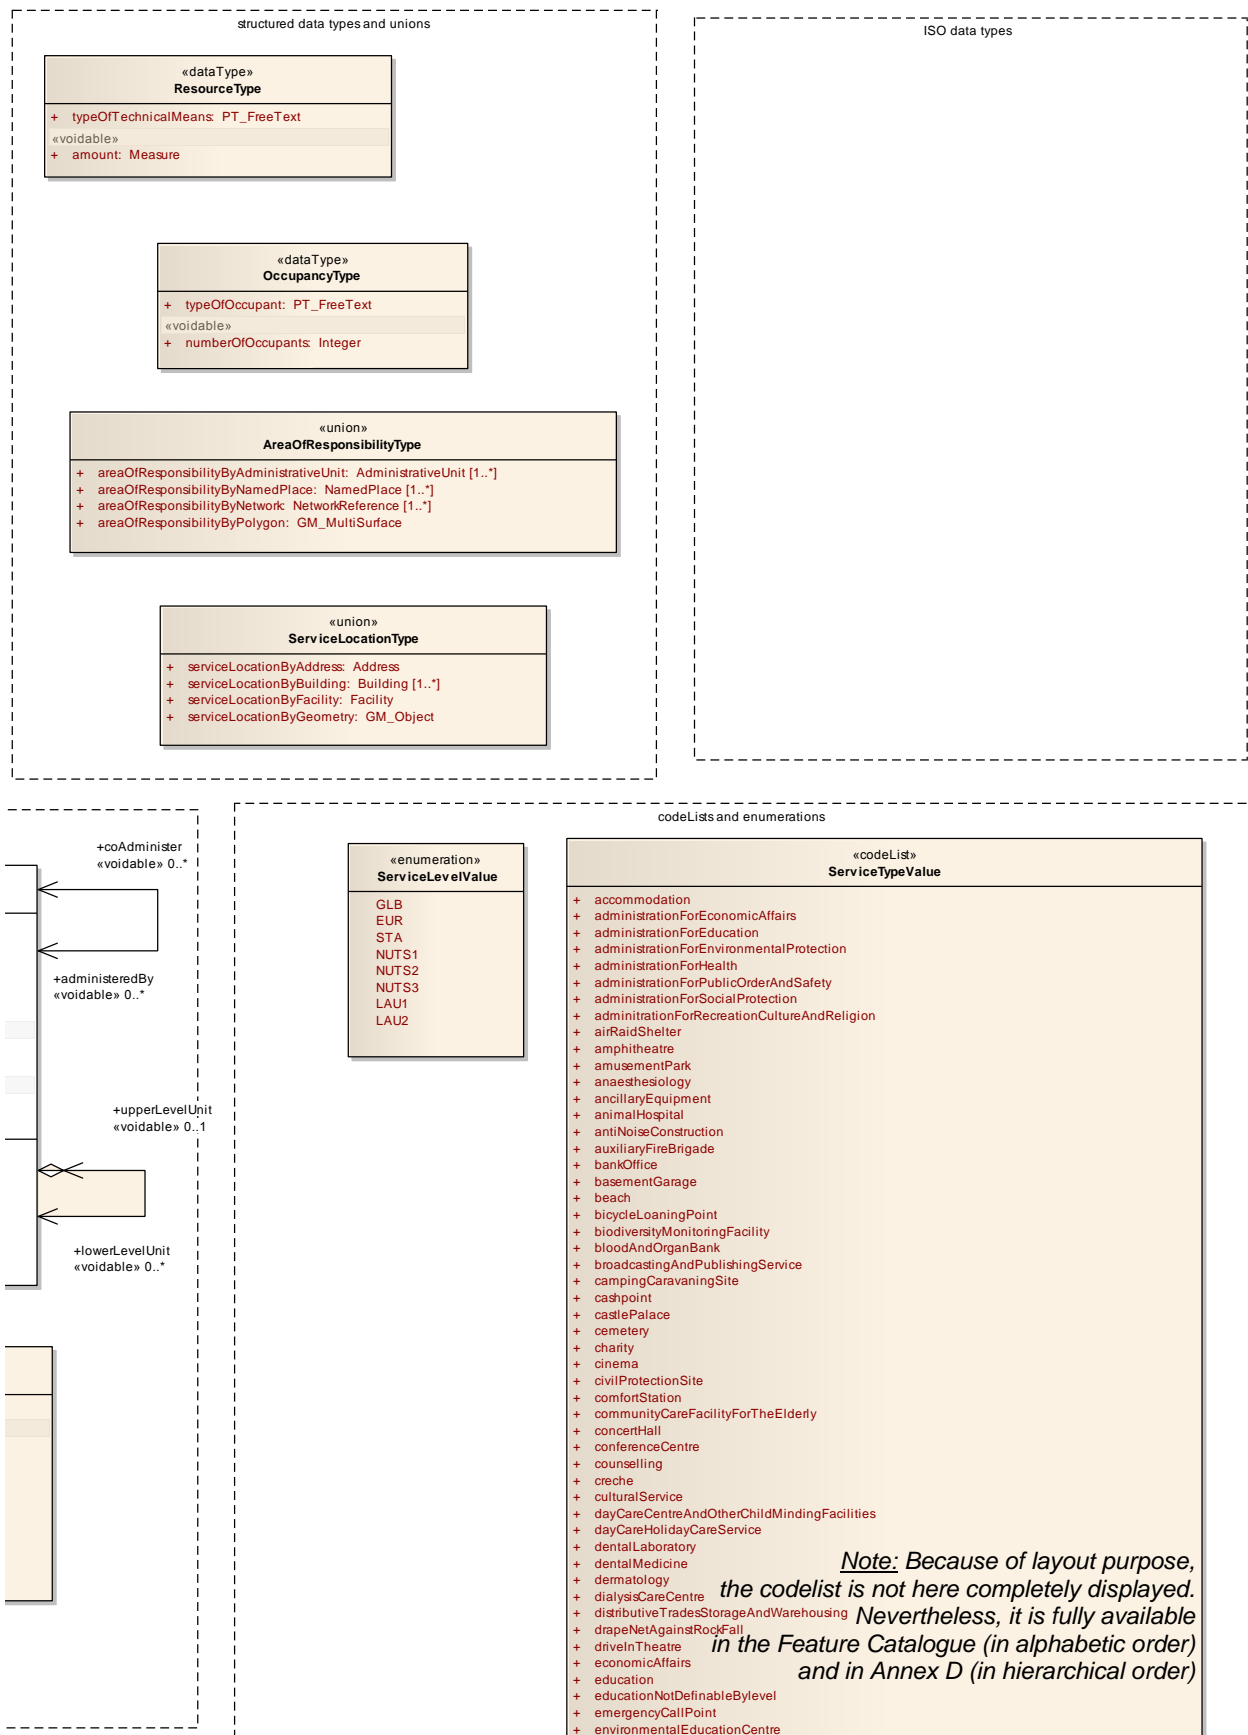 structured data types and unions
«dataType»
ResourceType
+ typeOfTechnicalMeans: PT_FreeText
«voidable»
+ amount: Measure
«dataType»
OccupancyType
+ typeOfOccupant: PT_FreeText
«voidable»
+ numberOfOccupants: Integer
«union»
AreaOfResponsibilityType
+ areaOfResponsibilityByAdministrativeUnit: AdministrativeUnit [1..*]
+ areaOfResponsibilityByNamedPlace: NamedPlace [1..*]
+ areaOfResponsibilityByNetwork: NetworkReference [1..*]
+ areaOfResponsibilityByPolygon: GM_MultiSurface
«union»
ServiceLocationType
+ serviceLocationByAddress: Address
+ serviceLocationByBuilding: Building [1..*]
+ serviceLocationByFacility: Facility
+ serviceLocationByGeometry: GM_Object
ISO data types
+coAdminister
«voidable» 0..*
+administeredBy
«voidable» 0..*
+upperLevelUnit
«voidable» 0..1
+lowerLevelUnit
«voidable» 0..*
codeLists and enumerations
«enumeration»
ServiceLevelValue
GLB
EUR
STA
NUTS1
NUTS2
NUTS3
LAU1
LAU2
«codeList»
ServiceTypeValue
+ accommodation
+ administrationForEconomicAffairs
+ administrationForEducation
+ administrationForEnvironmentalProtection
+ administrationForHealth
+ administrationForPublicOrderAndSafety
+ administrationForSocialProtection
+ adminitrationForRecreationCultureAndReligion
+ airRaidShelter
+ amphitheatre
+ amusementPark
+ anaesthesiology
+ ancillaryEquipment
+ animalHospital
+ antiNoiseConstruction
+ auxiliaryFireBrigade
+ bankOffice
+ basementGarage
+ beach
+ bicycleLoaningPoint
+ biodiversityMonitoringFacility
+ bloodAndOrganBank
+ broadcastingAndPublishingService
+ campingCaravaningSite
+ cashpoint
+ castlePalace
+ cemetery
+ charity
+ cinema
+ civilProtectionSite
+ comfortStation
+ communityCareFacilityForTheElderly
+ concertHall
+ conferenceCentre
+ counselling
+ creche
+ culturalService
+ dayCareCentreAndOtherChildMindingFacilities
+ dayCareHolidayCareService
+ dentalLaboratory
+ dentalMedicine
+ dermatology
+ dialysisCareCentre
+ distributiveTradesStorageAndWarehousing
+ drapeNetAgainstRockFall
+ driveInTheatre
+ economicAffairs
+ education
+ educationNotDefinableBylevel
+ emergencyCallPoint
+ environmentalEducationCentre
Note: Because of layout purpose,
the codelist is not here completely displayed.
Nevertheless, it is fully available
in the Feature Catalogue (in alphabetic order)
and in Annex D (in hierarchical order)